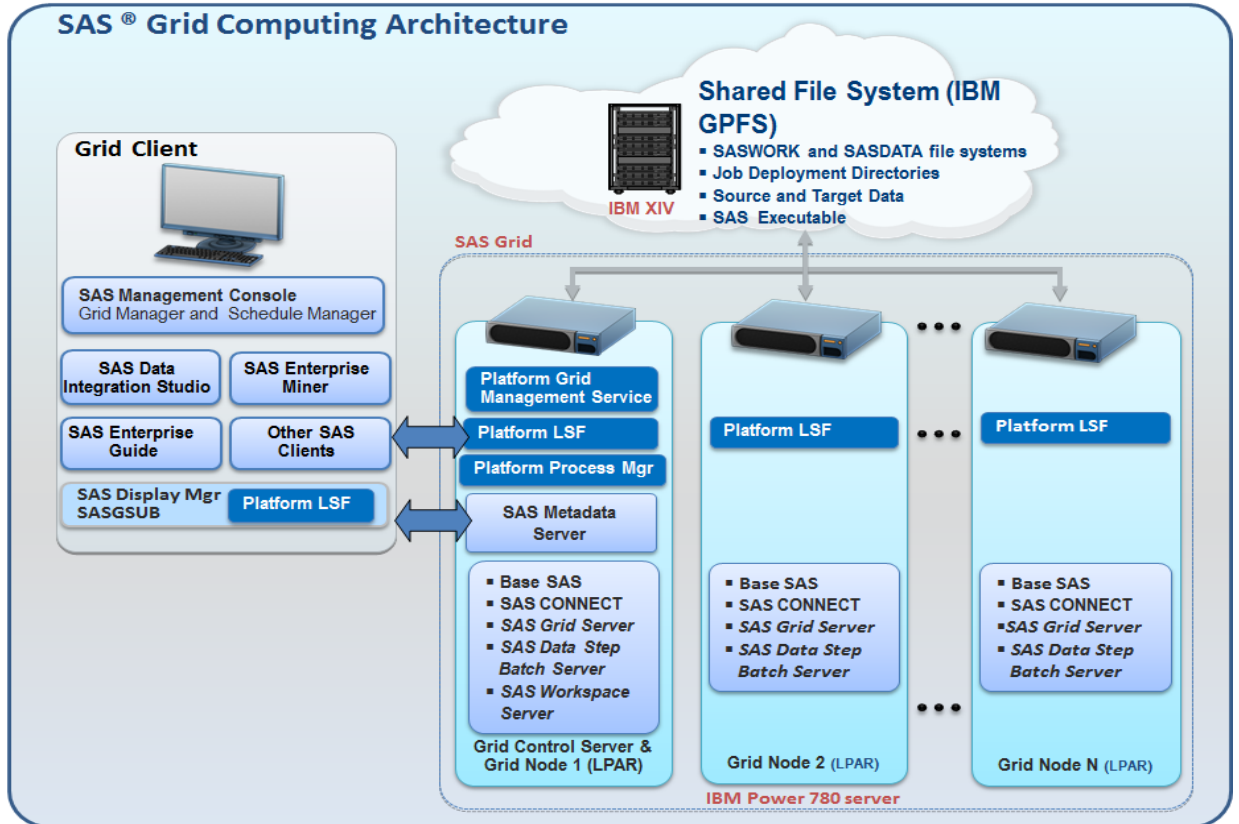 SAS ® Grid Computing Architecture
Shared File System (IBM
GPFS)
▪ SASWORK and SASDATA file systems
▪ Job Deployment Directories
▪ Source and Target Data
▪ SAS Executable
IBM XIV
Grid Client
SAS Management Console
Grid Manager and Schedule Manager
SAS Data
Integration Studio
SAS Enterprise
Miner
SAS Enterprise
Guide
Other SAS
Clients
SAS Display Mgr
SASGSUB
Platform LSF
SAS Grid
Platform Grid
Management Service
Platform LSF
Platform Process Mgr
SAS Metadata
Server
▪ Base SAS
▪ SAS CONNECT
▪ SAS Grid Server
▪ SAS Data Step
Batch Server
▪ SAS Workspace
Server
Grid Control Server &
Grid Node 1 (LPAR)
Platform LSF
▪ Base SAS
▪ SAS CONNECT
▪ SAS Grid Server
▪ SAS Data Step
Batch Server
Grid Node 2 (LPAR)
Platform LSF
▪ Base SAS
▪ SAS CONNECT
▪SAS Grid Server
▪ SAS Data Step
Batch Server
Grid Node N (LPAR)
IBM Power 780 server